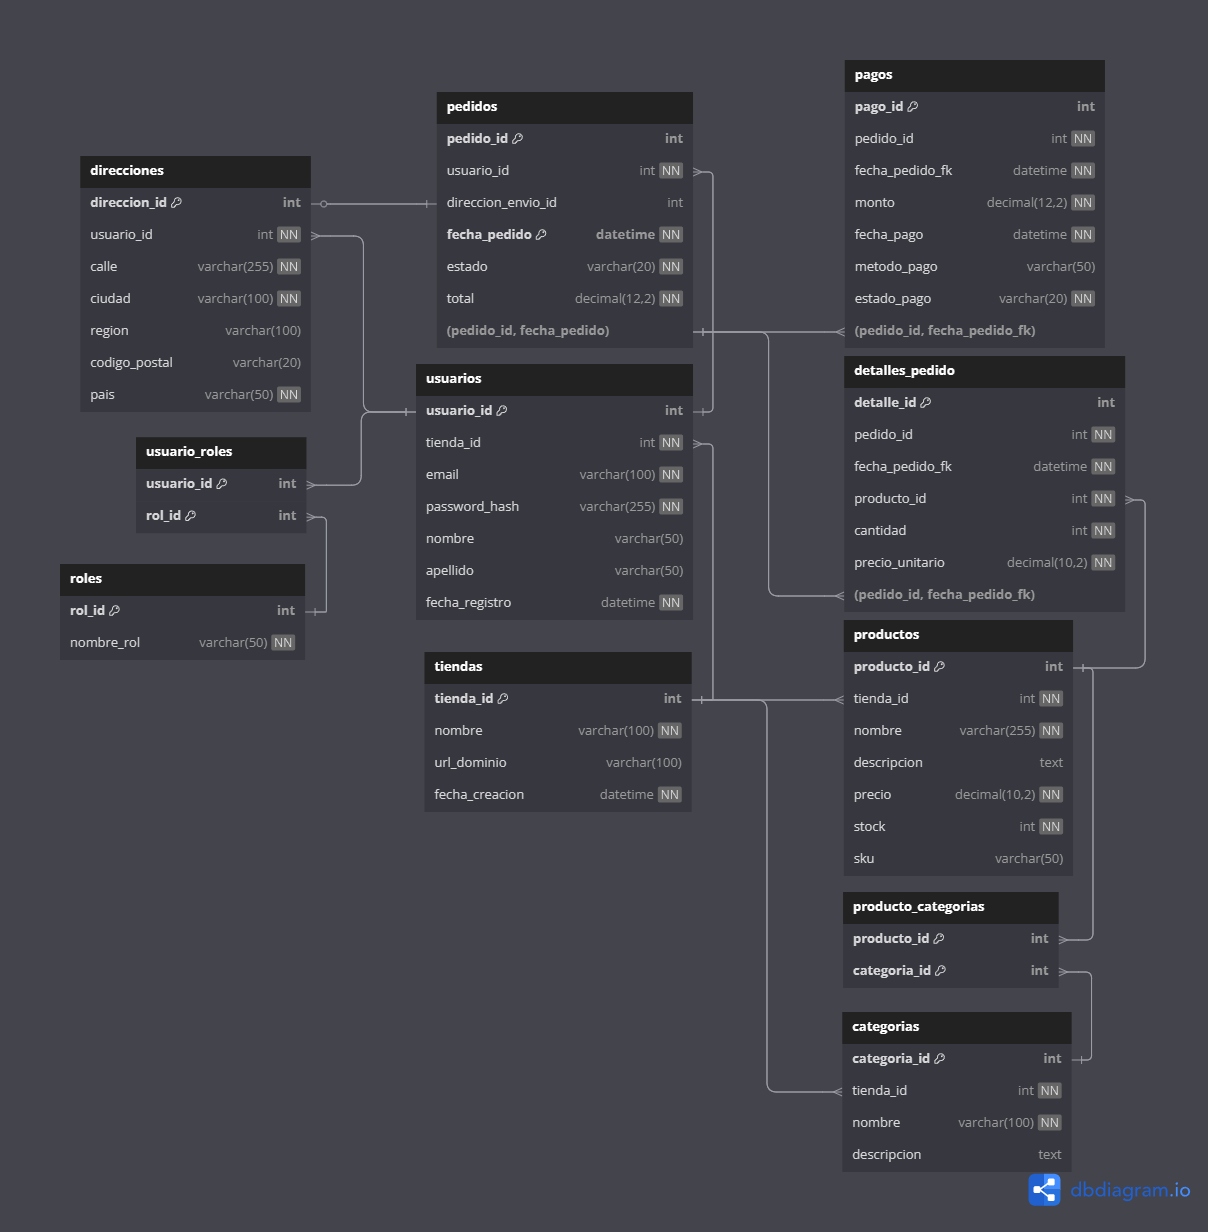 direcciones
direccion_id int
usuario_id int NN
calle varchar(255) NN
ciudad varchar(100) NN
region varchar(100)
codigo_postal varchar(20)
pais varchar(50) NN
usuario_roles
usuario_id int
rol_id int
roles
rol_id int
nombre_rol varchar(50) NN
pedidos
pedido_id int
usuario_id int NN
direccion_envio_id int
fecha_pedido datetime NN
estado varchar(20) NN
total decimal(12,2) NN
(pedido_id, fecha_pedido)
usuarios
usuario_id int
tienda_id int NN
email varchar(100) NN
password_hash varchar(255) NN
nombre varchar(50)
apellido varchar(50)
fecha_registro datetime NN
tiendas
tienda_id int
nombre varchar(100) NN
url_dominio varchar(100)
fecha_creacion datetime NN
pagos
pago_id int
pedido_id int NN
fecha_pedido_fk datetime NN
monto decimal(12,2) NN
fecha_pago datetime NN
metodo_pago varchar(50)
estado_pago varchar(20) NN
(pedido_id, fecha_pedido_fk)
detalles_pedido
detalle_id int
pedido_id int NN
fecha_pedido_fk datetime NN
producto_id int NN
cantidad int NN
precio_unitario decimal(10,2) NN
(pedido_id, fecha_pedido_fk)
productos
producto_id int
tienda_id int NN
nombre varchar(255) NN
descripcion text
precio decimal(10,2) NN
stock int NN
sku varchar(50)
producto_categorias
producto_id int
categoria_id int
categorias
categoria_id int
tienda_id int NN
nombre varchar(100) NN
descripcion text
dbdiagram.io